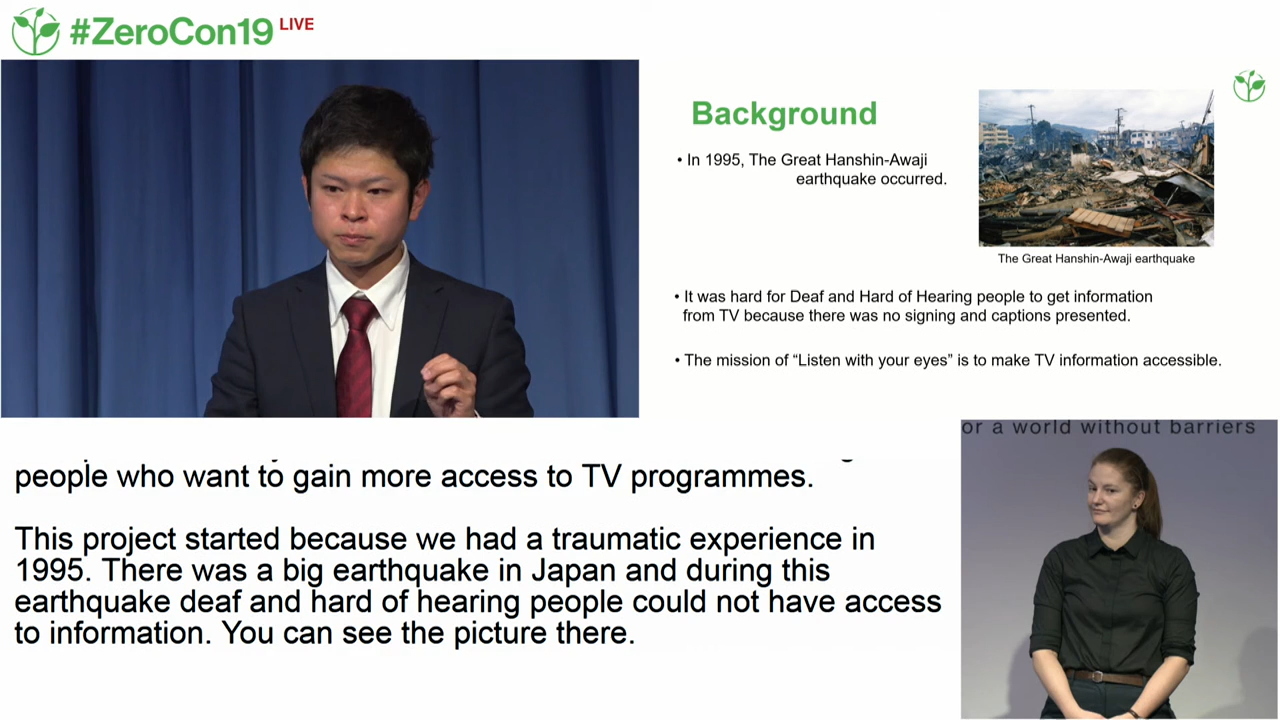 #ZeroCon19 LIVE
Background
• In 1995, The Great Hanshin-Awaji
earthquake occurred.
The Great Hanshin-Awaji earthquake
• It was hard for Deaf and Hard of Hearing people to get information
from TV because there was no signing and captions presented.
• The mission of “Listen with your eyes” is to make TV information accessible.
or a world without barriers
people who want to gain more access to TV programmes.
This project started because we had a traumatic experience in
1995. There was a big earthquake in Japan and during this
earthquake deaf and hard of hearing people could not have access
to information. You can see the picture there.